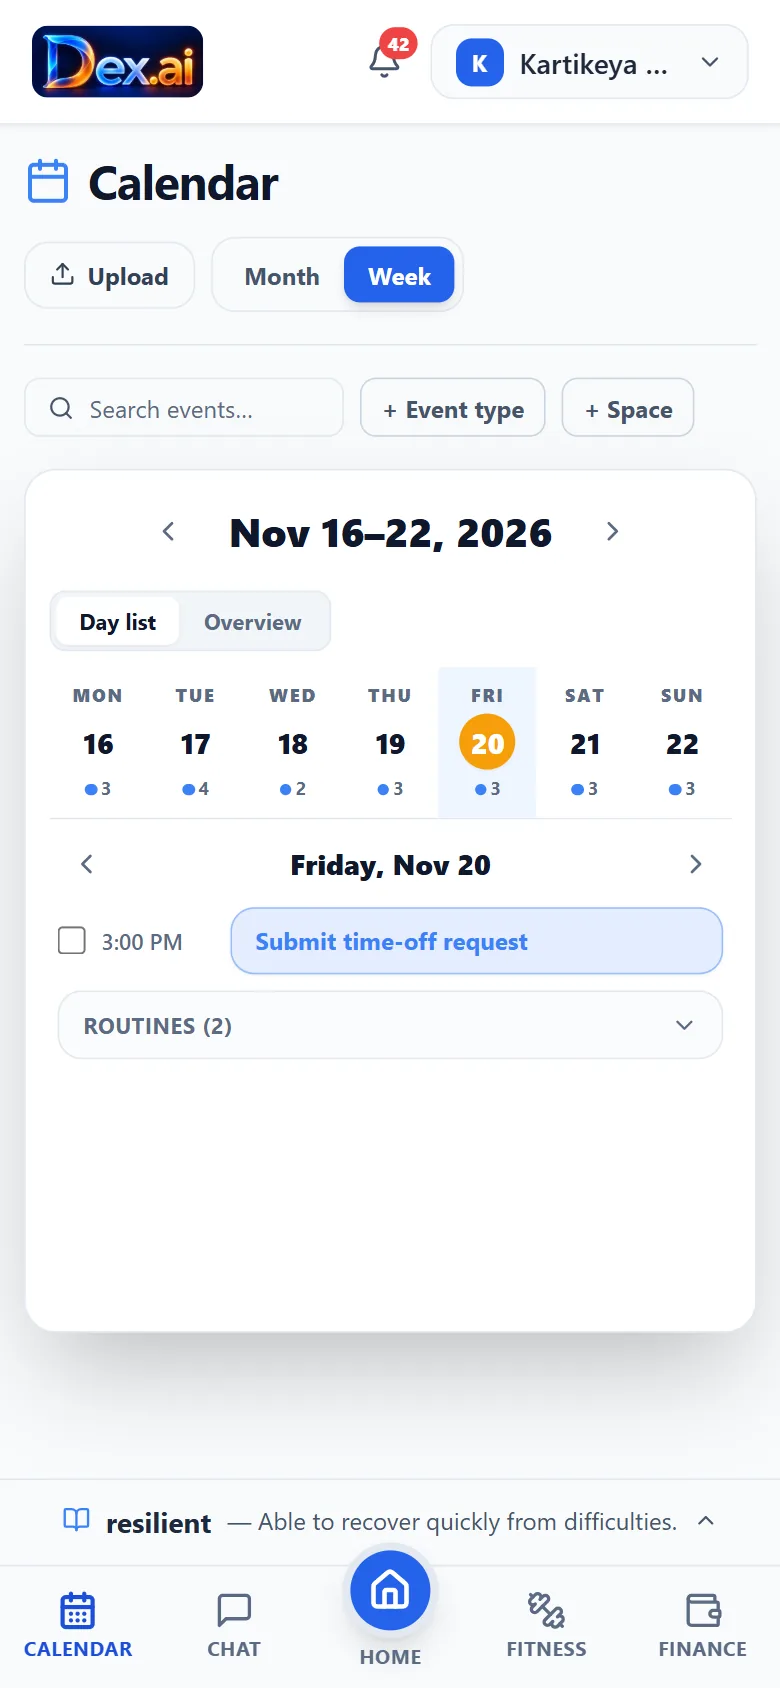 Dex.ai
42
K Kartikeya ...
Calendar
Upload
Month
Week
Search events...
+ Event type
+ Space
Nov 16–22, 2026
Day list
Overview
MON TUE WED THU FRI SAT SUN
16 17 18 19 20 21 22
3 4 2 3 3 3 3
Friday, Nov 20
3:00 PM
Submit time-off request
ROUTINES (2)
resilient — Able to recover quickly from difficulties.
CALENDAR
CHAT
HOME
FITNESS
FINANCE